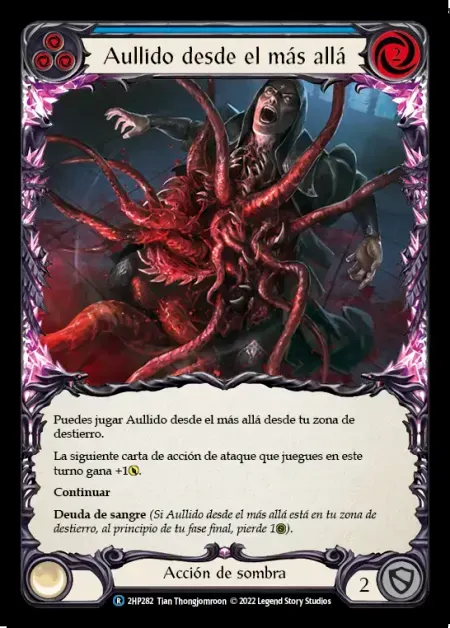 Aullido desde el más allá
2
Puedes jugar Aullido desde el más allá desde tu zona de
destierro.
La siguiente carta de acción de ataque que juegues en este
turno gana +1.
Continuar
Deuda de sangre (Si Aullido desde el más allá está en tu zona de
destierro, al principio de tu fase final, pierde 1).
Acción de sombra
2
R 2HP282 Tian Thongjomroon © 2022 Legend Story Studios